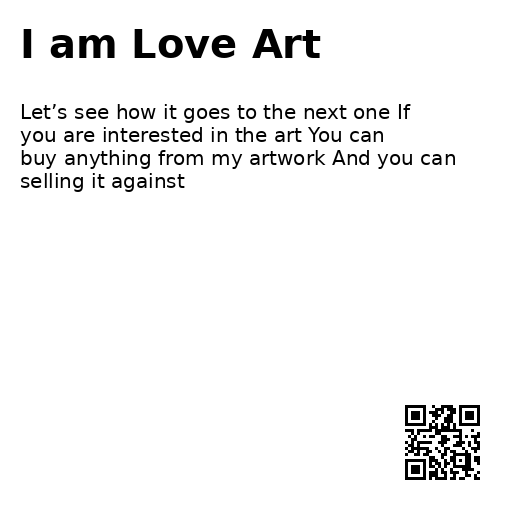 I am Love Art
Let’s see how it goes to the next one If
you are interested in the art You can
buy anything from my artwork And you can
selling it against